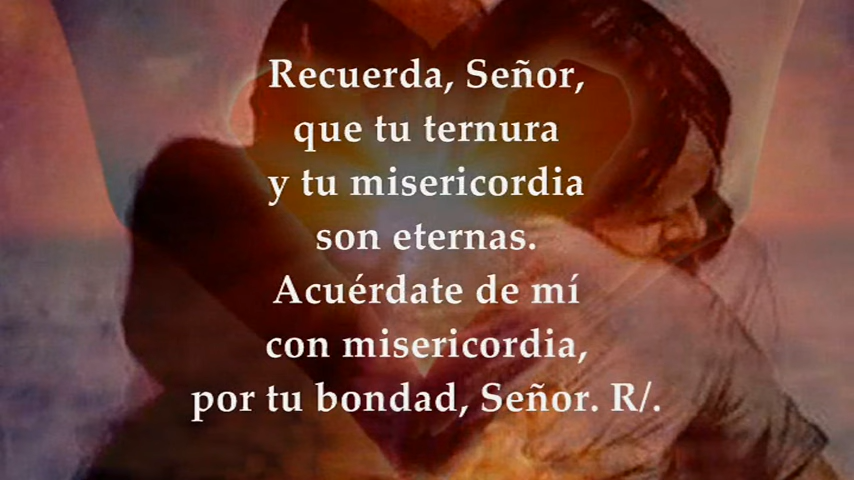 Recuerda, Señor,
que tu ternura
y tu misericordia
son eternas.
Acuérdate de mí
con misericordia,
por tu bondad, Señor. R/.